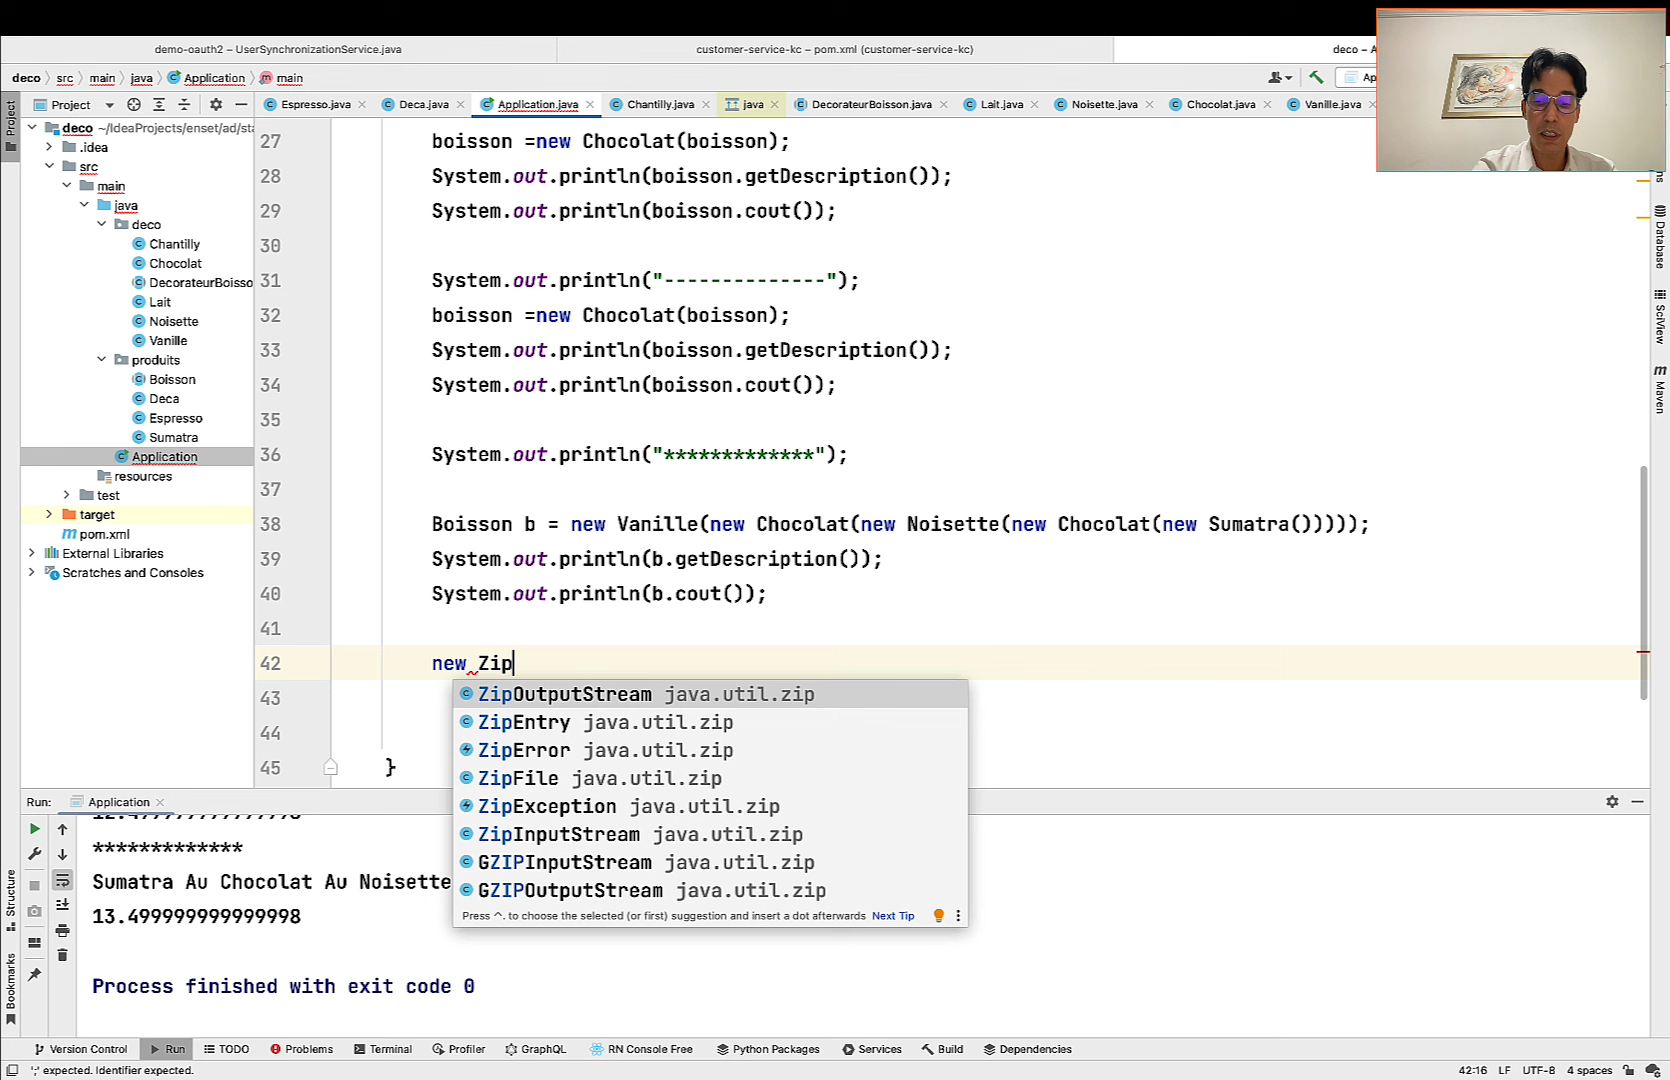 demo-oauth2 – UserSynchronizationService.java
customer-service-kc – pom.xml (customer-service-kc)
deco – A
deco src main java Application main
Ap
Project
Project
Espresso.java Deca.java Application.java Chantilly.java java DecorateurBoisson.java Lait.java Noisette.java Chocolat.java Vanille.java
deco ~/IdeaProjects/enset/ad/sta
.idea
src
main
java
deco
Chantilly
Chocolat
DecorateurBoisso
Lait
Noisette
Vanille
produits
Boisson
Deca
Espresso
Sumatra
Application
resources
test
target
pom.xml
External Libraries
Scratches and Consoles
27 boisson =new Chocolat(boisson);
28 System.out.println(boisson.getDescription());
29 System.out.println(boisson.cout());
30
31 System.out.println("--------------");
32 boisson =new Chocolat(boisson);
33 System.out.println(boisson.getDescription());
34 System.out.println(boisson.cout());
35
36 System.out.println("*************");
37
38 Boisson b = new Vanille(new Chocolat(new Noisette(new Chocolat(new Sumatra()))));
39 System.out.println(b.getDescription());
40 System.out.println(b.cout());
41
42 new Zip
43
44
45 }
ZipOutputStream java.util.zip
ZipEntry java.util.zip
ZipError java.util.zip
ZipFile java.util.zip
ZipException java.util.zip
ZipInputStream java.util.zip
GZIPInputStream java.util.zip
GZIPOutputStream java.util.zip
Press ^. to choose the selected (or first) suggestion and insert a dot afterwards Next Tip
Database
SciView
Maven
Run: Application
*************
Sumatra Au Chocolat Au Noisette
13.499999999999998
Process finished with exit code 0
Structure
Bookmarks
Version Control Run TODO Problems Terminal Profiler GraphQL RN Console Free Python Packages Services Build Dependencies
';' expected. Identifier expected.
42:16 LF UTF-8 4 spaces